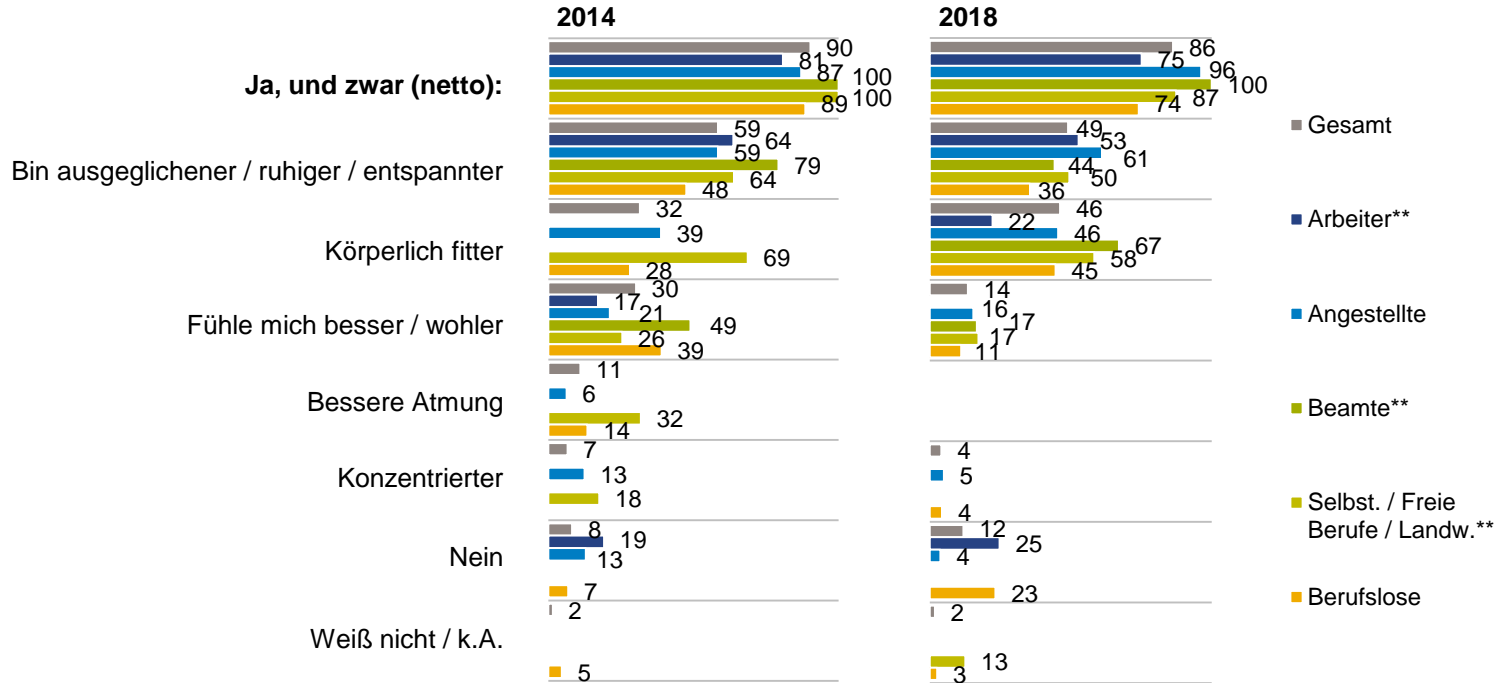 2014 2018
90 86
81 75
87 96
Ja, und zwar (netto): 100 100
100 87
89 74
59 49
64 53
59 61
Bin ausgeglichener / ruhiger / entspannter 79 44
64 50
48 36
32 46
22
Körperlich fitter 39 46
67
69 58
28 45
30 14
17
21 16
Fühle mich besser / wohler 49 17
26 17
39 11
11
Bessere Atmung 6
32
14
7 4
Konzentrierter 13 5
18
4
8 12
19 25
Nein 13 4
7 23
2 2
Weiß nicht / k.A.
13
5 3
Gesamt
Arbeiter**
Angestellte
Beamte**
Selbst. / Freie
Berufe / Landw.**
Berufslose